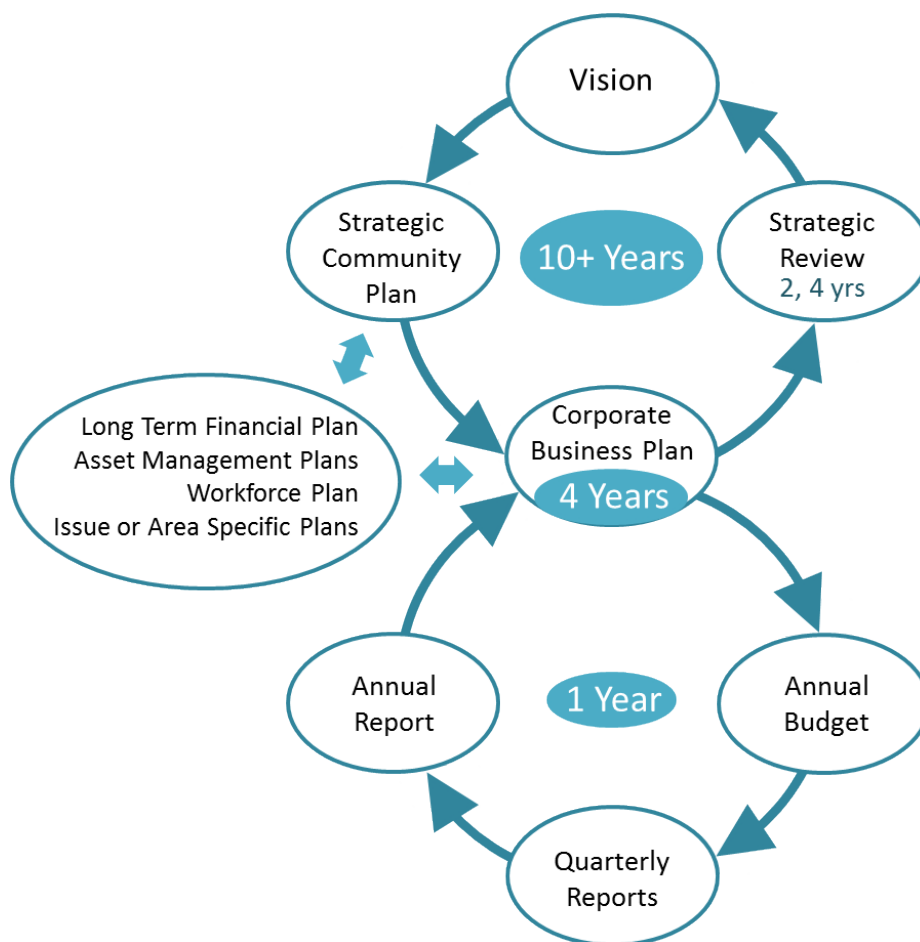 Vision
Strategic
Community
Plan
10+ Years
Strategic
Review
2, 4 yrs
Long Term Financial Plan
Asset Management Plans
Workforce Plan
Issue or Area Specific Plans
Corporate
Business Plan
4 Years
Annual
Report
1 Year
Annual
Budget
Quarterly
Reports